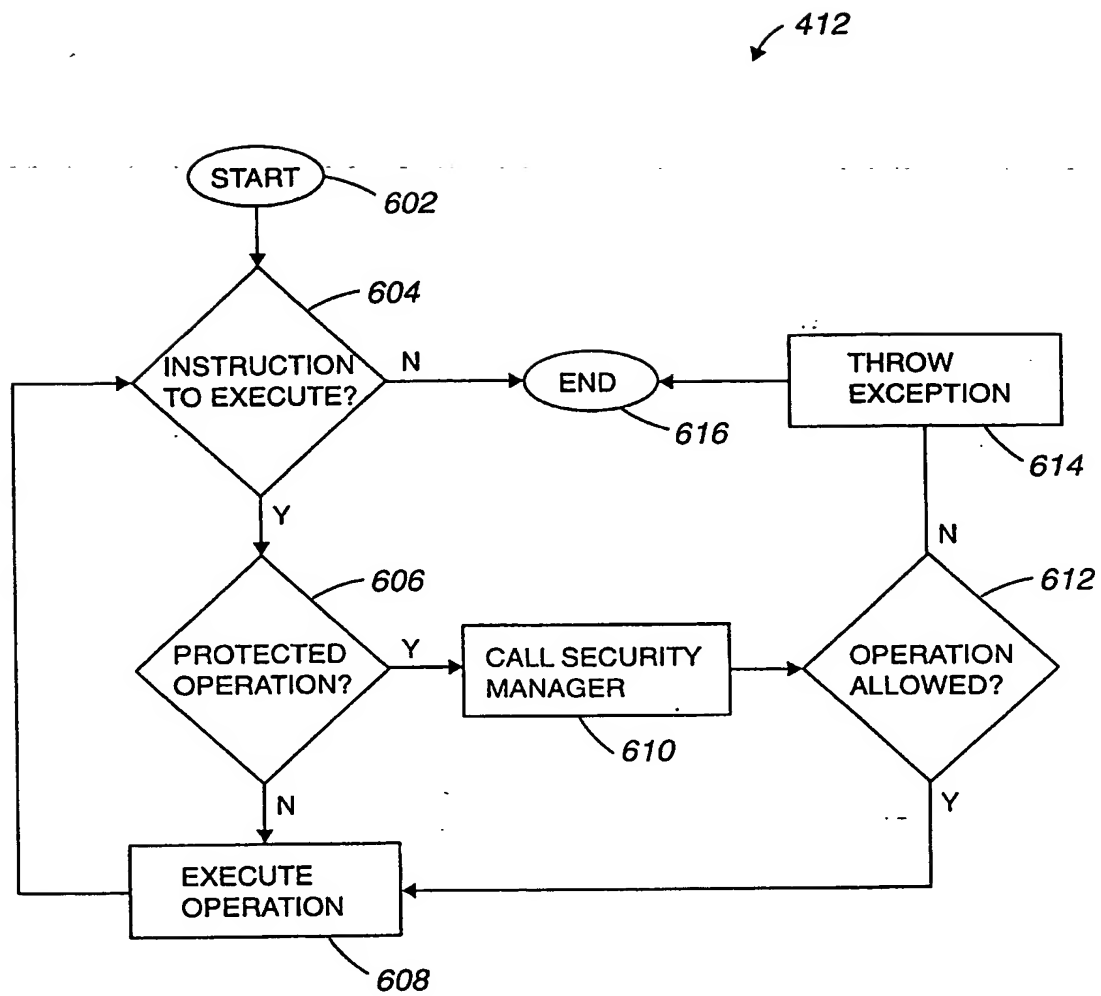 412
START
602
604
INSTRUCTION
TO EXECUTE?
N
END
616
THROW
EXCEPTION
614
Y
606
PROTECTED
OPERATION?
Y
CALL SECURITY
MANAGER
610
N
612
OPERATION
ALLOWED?
N
Y
EXECUTE
OPERATION
608